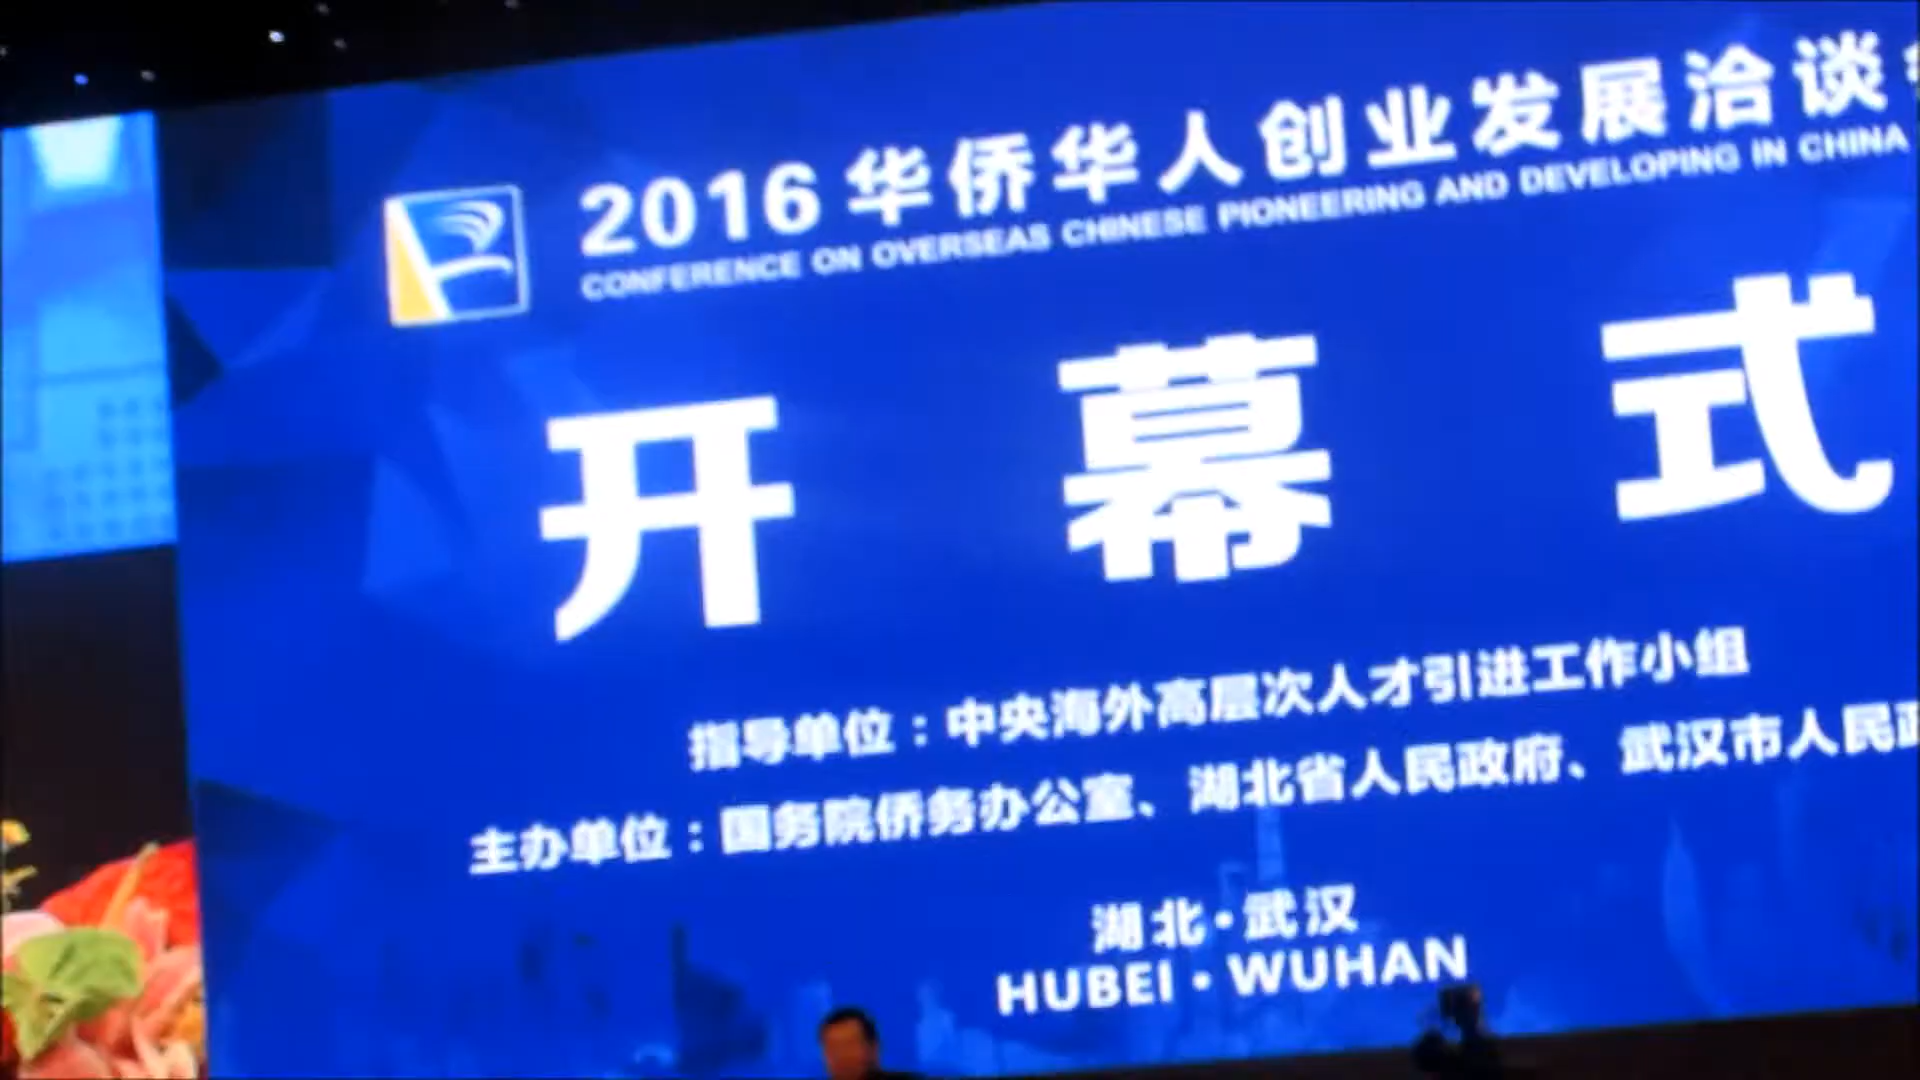 2016 华侨华人创业发展洽谈
CONFERENCE ON OVERSEAS CHINESE PIONEERING AND DEVELOPING IN CHINA
开幕式
指导单位：中央海外高层次人才引进工作小组
主办单位：国务院侨务办公室、湖北省人民政府、武汉市人民政
湖北·武汉
HUBEI·WUHAN